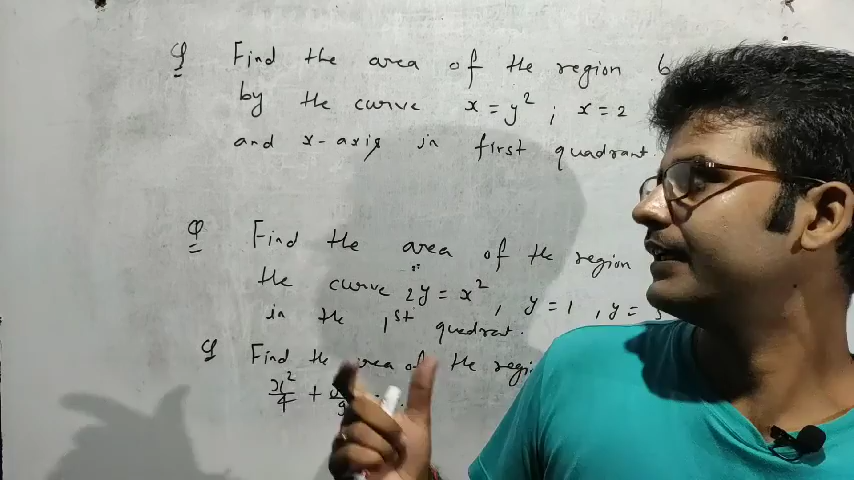 Q Find the area of the region
by the curve x = y² ; x = 2
and x-axis in first quadrant.
Q Find the area of the region
the curve 2y = x² , y = 1 , y =
in the 1st quadrant.
Q Find the area of the
x²/4 +